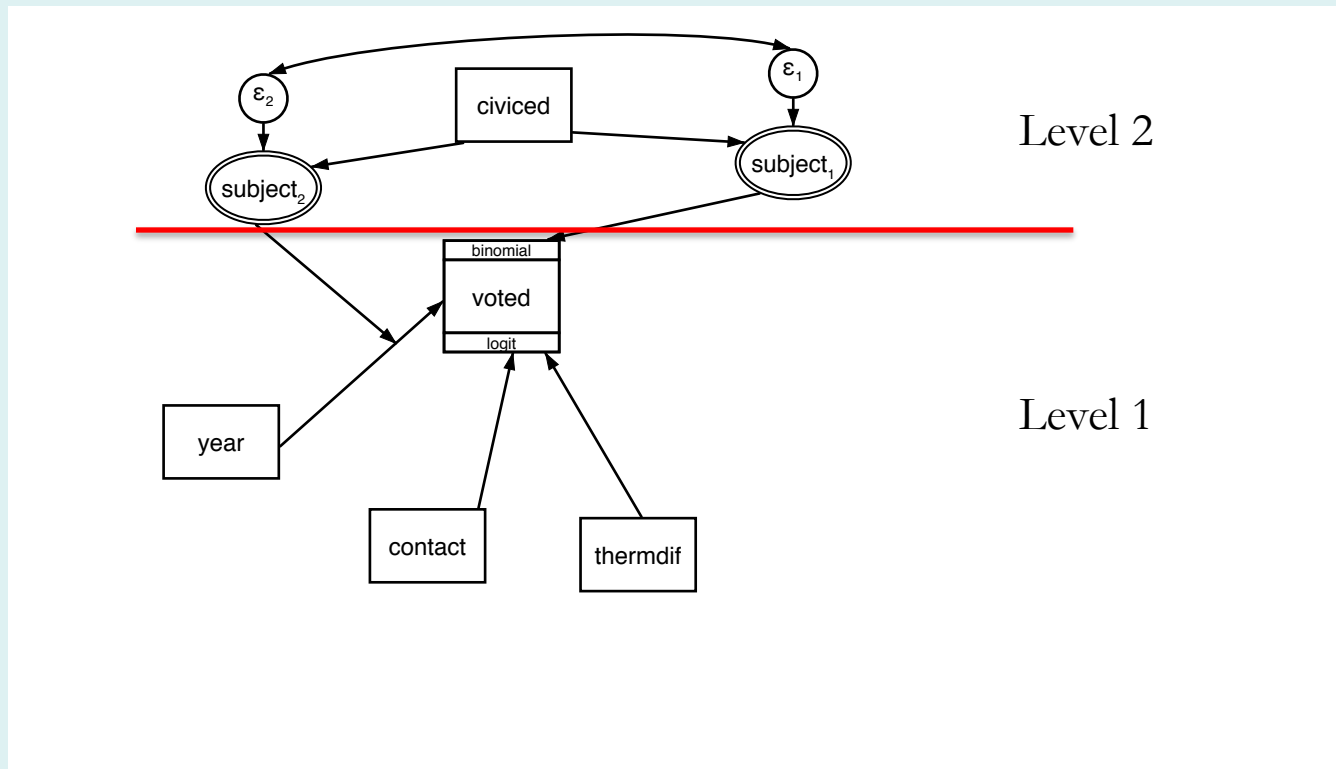 ε₂
ε₁
civiced
Level 2
subject₂
subject₁
binomial
voted
logit
year
Level 1
contact
thermdif